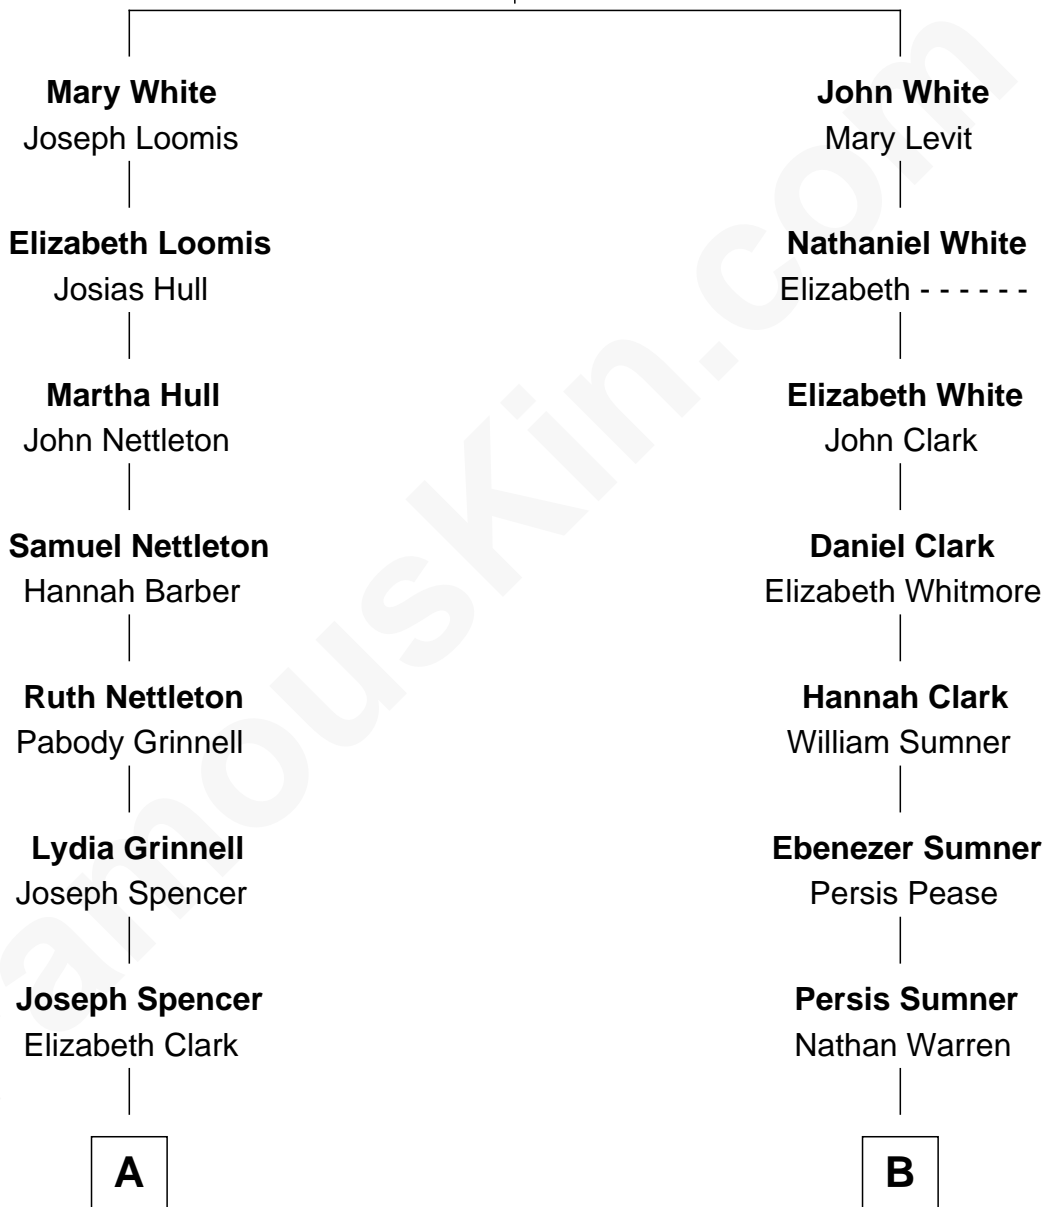 Mary White
Joseph Loomis
Elizabeth Loomis
Josias Hull
Martha Hull
John Nettleton
Samuel Nettleton
Hannah Barber
Ruth Nettleton
Pabody Grinnell
Lydia Grinnell
Joseph Spencer
Joseph Spencer
Elizabeth Clark
A
John White
Mary Levit
Nathaniel White
Elizabeth - - - - - -
Elizabeth White
John Clark
Daniel Clark
Elizabeth Whitmore
Hannah Clark
William Sumner
Ebenezer Sumner
Persis Pease
Persis Sumner
Nathan Warren
B
amouskin.com